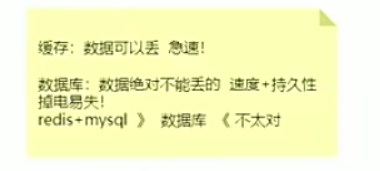 缓存：数据可以丢  急速！
数据库：数据绝对不能丢的  速度+持久性
掉电易失！
redis+mysql 》 数据库 《 不太对